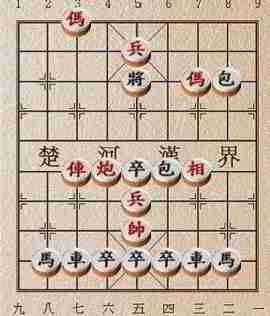 1 2 3 4 5 6 7 8 9
傌
兵
將 傌 包
楚 河 漢 界
俥 炮 卒 包 相
兵
帥
馬 車 卒 卒 卒 車 馬
九 八 七 六 五 四 三 二 一